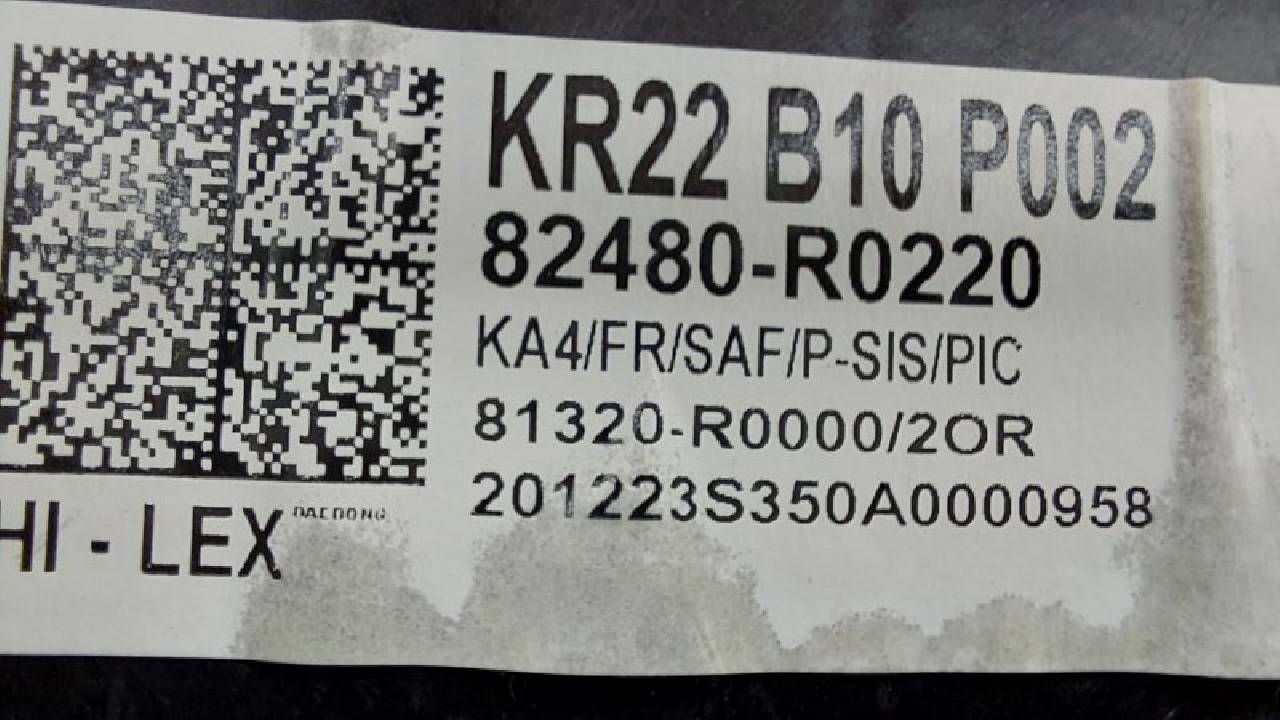 KR22 B10 P002
82480-R0220
KA4/FR/SAF/P-SIS/PIC
81320-R0000/2OR
201223S350A0000958
HI - LEX DAEDONG